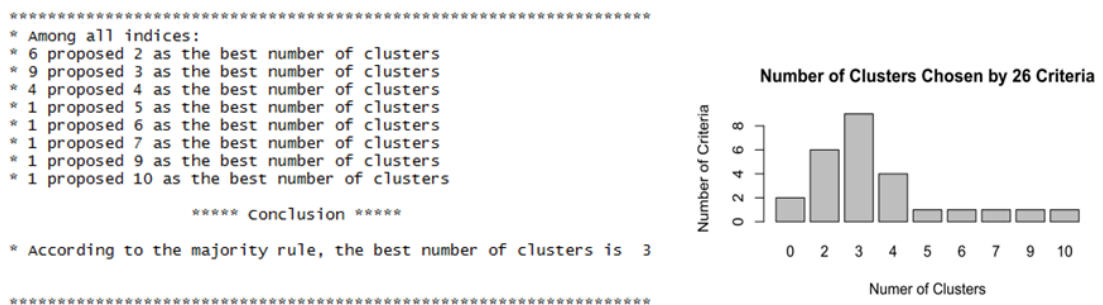 *******************************************************************
* Among all indices:
* 6 proposed 2 as the best number of clusters
* 9 proposed 3 as the best number of clusters
* 4 proposed 4 as the best number of clusters
* 1 proposed 5 as the best number of clusters
* 1 proposed 6 as the best number of clusters
* 1 proposed 7 as the best number of clusters
* 1 proposed 9 as the best number of clusters
* 1 proposed 10 as the best number of clusters
***** Conclusion *****
* According to the majority rule, the best number of clusters is 3
*******************************************************************
Number of Clusters Chosen by 26 Criteria
Number of Criteria
8
6
4
2
0
0 2 3 4 5 6 7 9 10
Numer of Clusters